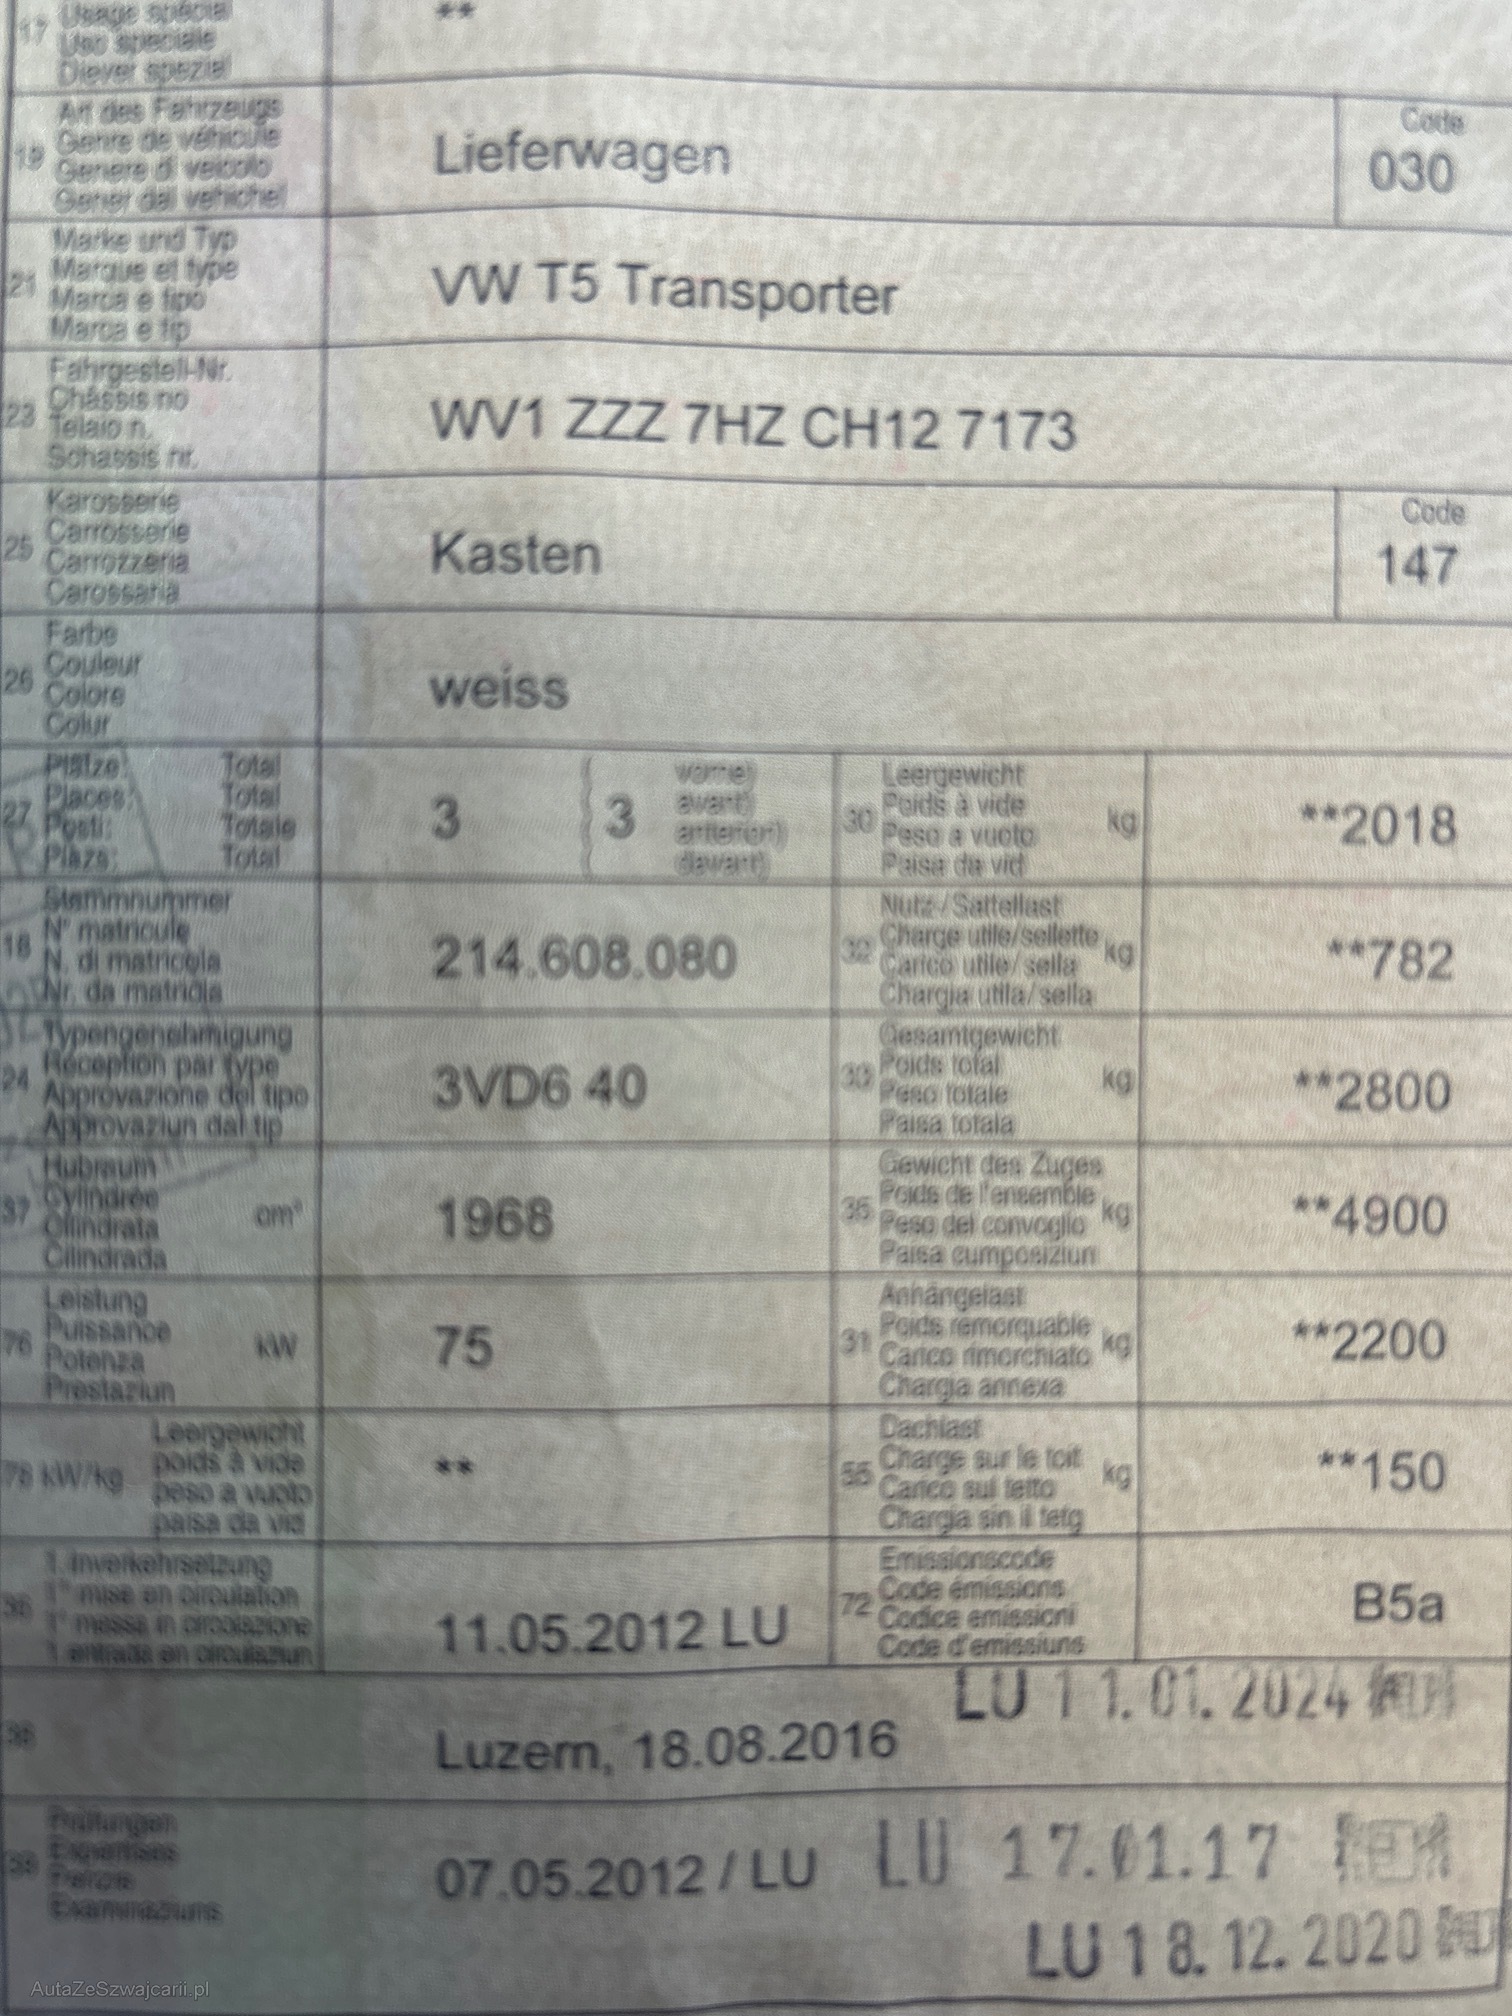 17 Usage spécial **
Uso speciale
Diever spezial
Art des Fahrzeugs Code
19 Genre de véhicule Lieferwagen 030
Genere di veicolo
Gener dal vehichel
Marke und Typ
21 Marque et type VW T5 Transporter
Marca e tipo
Marca e tip
Fahrgestell-Nr.
23 Châssis no WV1 ZZZ 7HZ CH12 7173
Telaio n.
Schassis nr.
Karosserie Code
25 Carrosserie Kasten 147
Carrozzeria
Carossaria
Farbe
26 Couleur weiss
Colore
Colur
Plätze: Total vorne) Leergewicht
27 Places: Total 3 3 avant) 30 Poids à vide kg **2018
Posti: Totale anteriori) Peso a vuoto
Plazs: Total davant) Paisa da vid
Stammnummer Nutz-/Sattellast
18 N° matricule 214.608.080 32 Charge utile/sellette kg **782
N. di matricola Carico utile/sella
Nr. da matricla Chargia utila/sella
Typengenehmigung Gesamtgewicht
24 Réception par type 3VD6 40 33 Poids total kg **2800
Approvazione del tipo Peso totale
Approvaziun dal tip Paisa totala
Hubraum Gewicht des Zuges
37 Cylindrée cm³ 1968 35 Poids de l'ensemble kg **4900
Cilindrata Peso del convoglio
Cilindrada Paisa cumposiziun
Leistung Anhängelast
76 Puissance kW 75 31 Poids remorquable kg **2200
Potenza Carico rimorchiato
Prestaziun Chargia annexa
Leergewicht Dachlast
78 kW/kg poids à vide ** 55 Charge sur le toit kg **150
peso a vuoto Carico sul tetto
paisa da vid Chargia sin il tetg
1. Inverkehrsetzung Emissionscode
36 1re mise en circulation 11.05.2012 LU 72 Code émissions B5a
1a messa in circolazione Codice emissioni
1. entrada en circulaziun Code d'emissiuns
LU 11.01.2024
38 Luzern, 18.08.2016
Prüfungen
39 Expertises 07.05.2012 / LU LU 17.01.17
Perizie
Examinaziuns
LU 18.12.2020
AutaZeSzwajcarii.pl